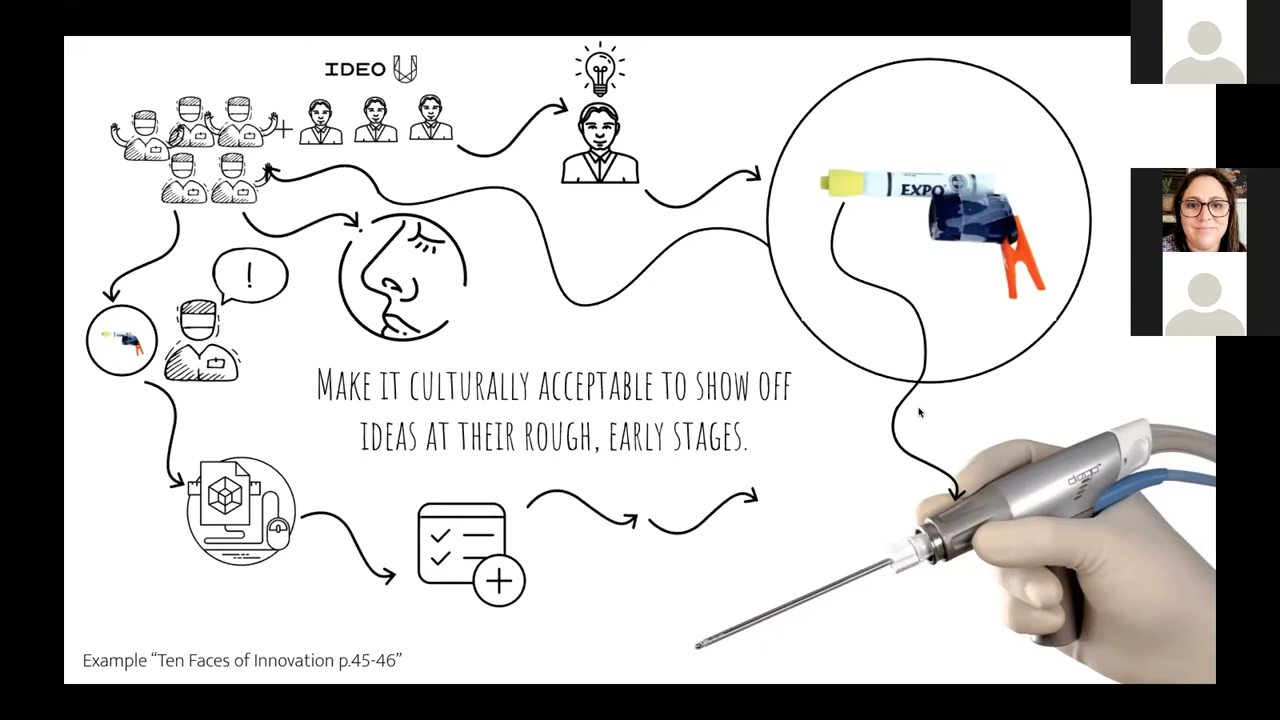 IDEO U
EXPO
!
MAKE IT CULTURALLY ACCEPTABLE TO SHOW OFF
IDEAS AT THEIR ROUGH, EARLY STAGES.
diego
Example “Ten Faces of Innovation p.45-46”